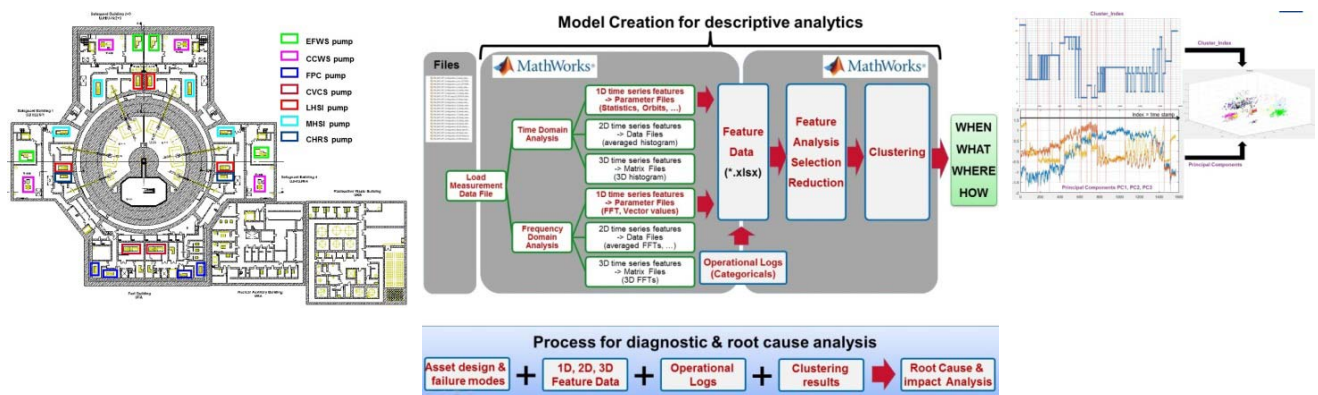 EFWS pump
CCWS pump
FPC pump
CVCS pump
LHSI pump
MHSI pump
CHRS pump
Model Creation for descriptive analytics
Files
MathWorks®
MathWorks®
Load
Measurement
Data File
Time Domain
Analysis
Frequency
Domain
Analysis
1D time series features
-> Parameter Files
(Statistics, Orbits, ...)
2D time series features
-> Data Files
(averaged histogram)
3D time series features
-> Matrix Files
(3D histogram)
1D time series features
-> Parameter Files
(FFT, Vector values)
2D time series features
-> Data Files
(averaged FFTs, ...)
3D time series features
-> Matrix Files
(3D FFTs)
Feature
Data
(*.xlsx)
Operational Logs
(Categoricals)
Feature
Analysis
Selection
Reduction
Clustering
WHEN
WHAT
WHERE
HOW
Cluster_Index
Cluster_Index
Index = time stamp
Principal Components PC1, PC2, PC3
Principal Components
Process for diagnostic & root cause analysis
Asset design &
failure modes
+
1D, 2D, 3D
Feature Data
+
Operational
Logs
+
Clustering
results
Root Cause &
impact Analysis